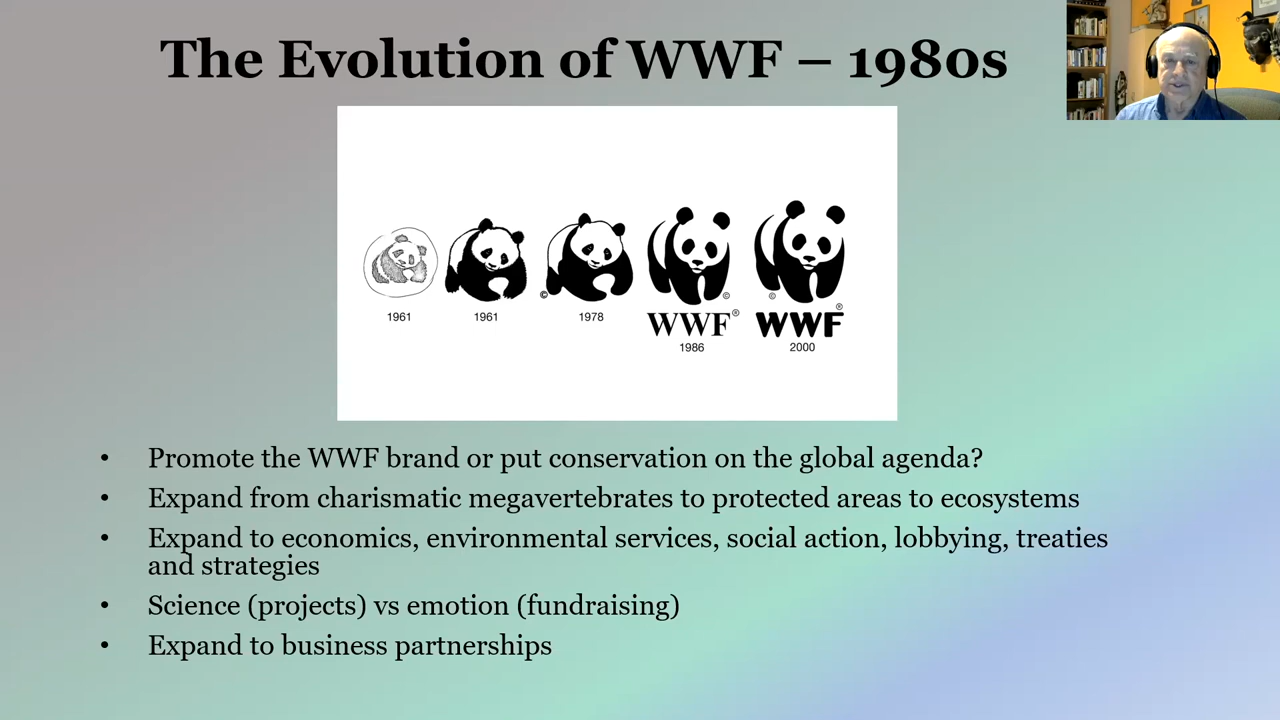 The Evolution of WWF – 1980s
1961
1961
©
1978
©
WWF®
1986
©
WWF®
2000
• Promote the WWF brand or put conservation on the global agenda?
• Expand from charismatic megavertebrates to protected areas to ecosystems
• Expand to economics, environmental services, social action, lobbying, treaties
and strategies
• Science (projects) vs emotion (fundraising)
• Expand to business partnerships